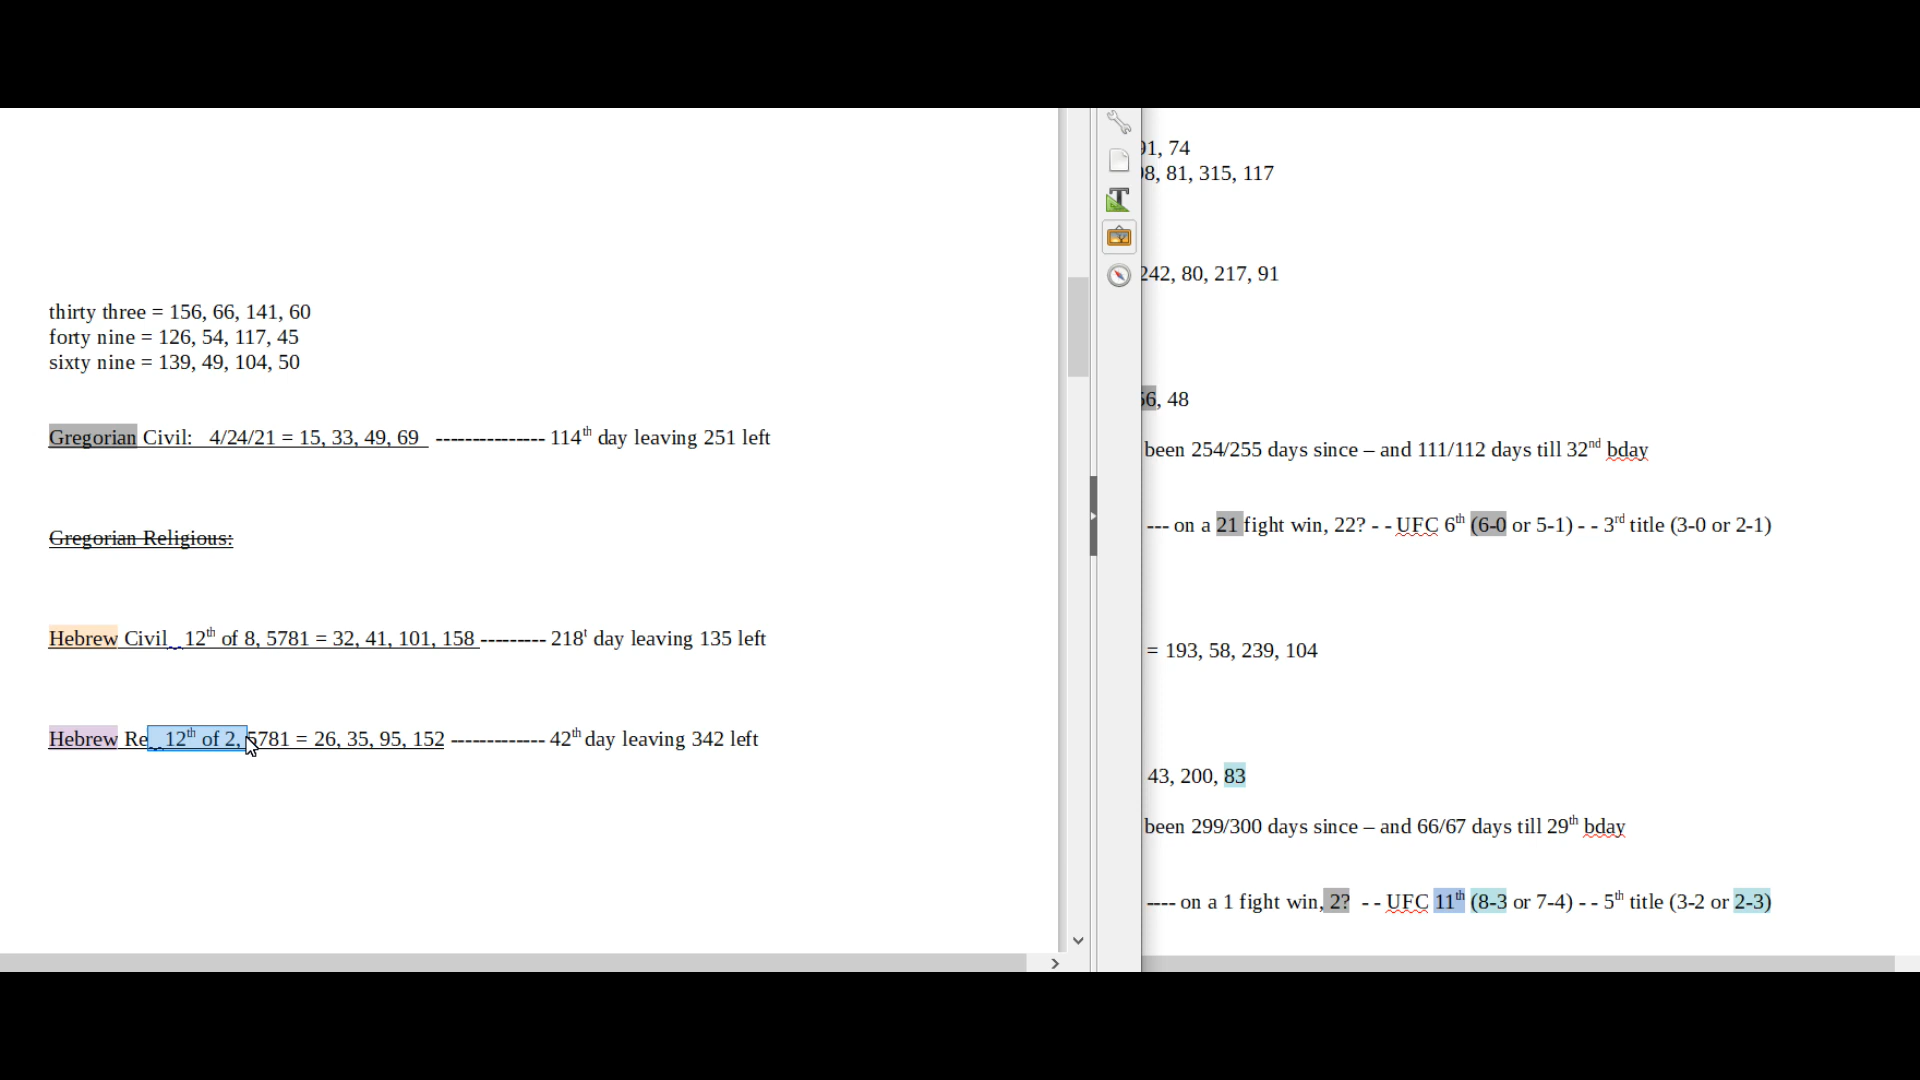 thirty three = 156, 66, 141, 60
forty nine = 126, 54, 117, 45
sixty nine = 139, 49, 104, 50
Gregorian Civil: 4/24/21 = 15, 33, 49, 69 --------------- 114th day leaving 251 left
Gregorian Religious:
Hebrew Civil 12th of 8, 5781 = 32, 41, 101, 158 --------- 218t day leaving 135 left
Hebrew Re 12th of 2, 5781 = 26, 35, 95, 152 ------------- 42th day leaving 342 left
91, 74
98, 81, 315, 117
242, 80, 217, 91
56, 48
been 254/255 days since – and 111/112 days till 32nd bday
--- on a 21 fight win, 22? - - UFC 6th (6-0 or 5-1) - - 3rd title (3-0 or 2-1)
= 193, 58, 239, 104
43, 200, 83
been 299/300 days since – and 66/67 days till 29th bday
---- on a 1 fight win, 2? - - UFC 11th (8-3 or 7-4) - - 5th title (3-2 or 2-3)